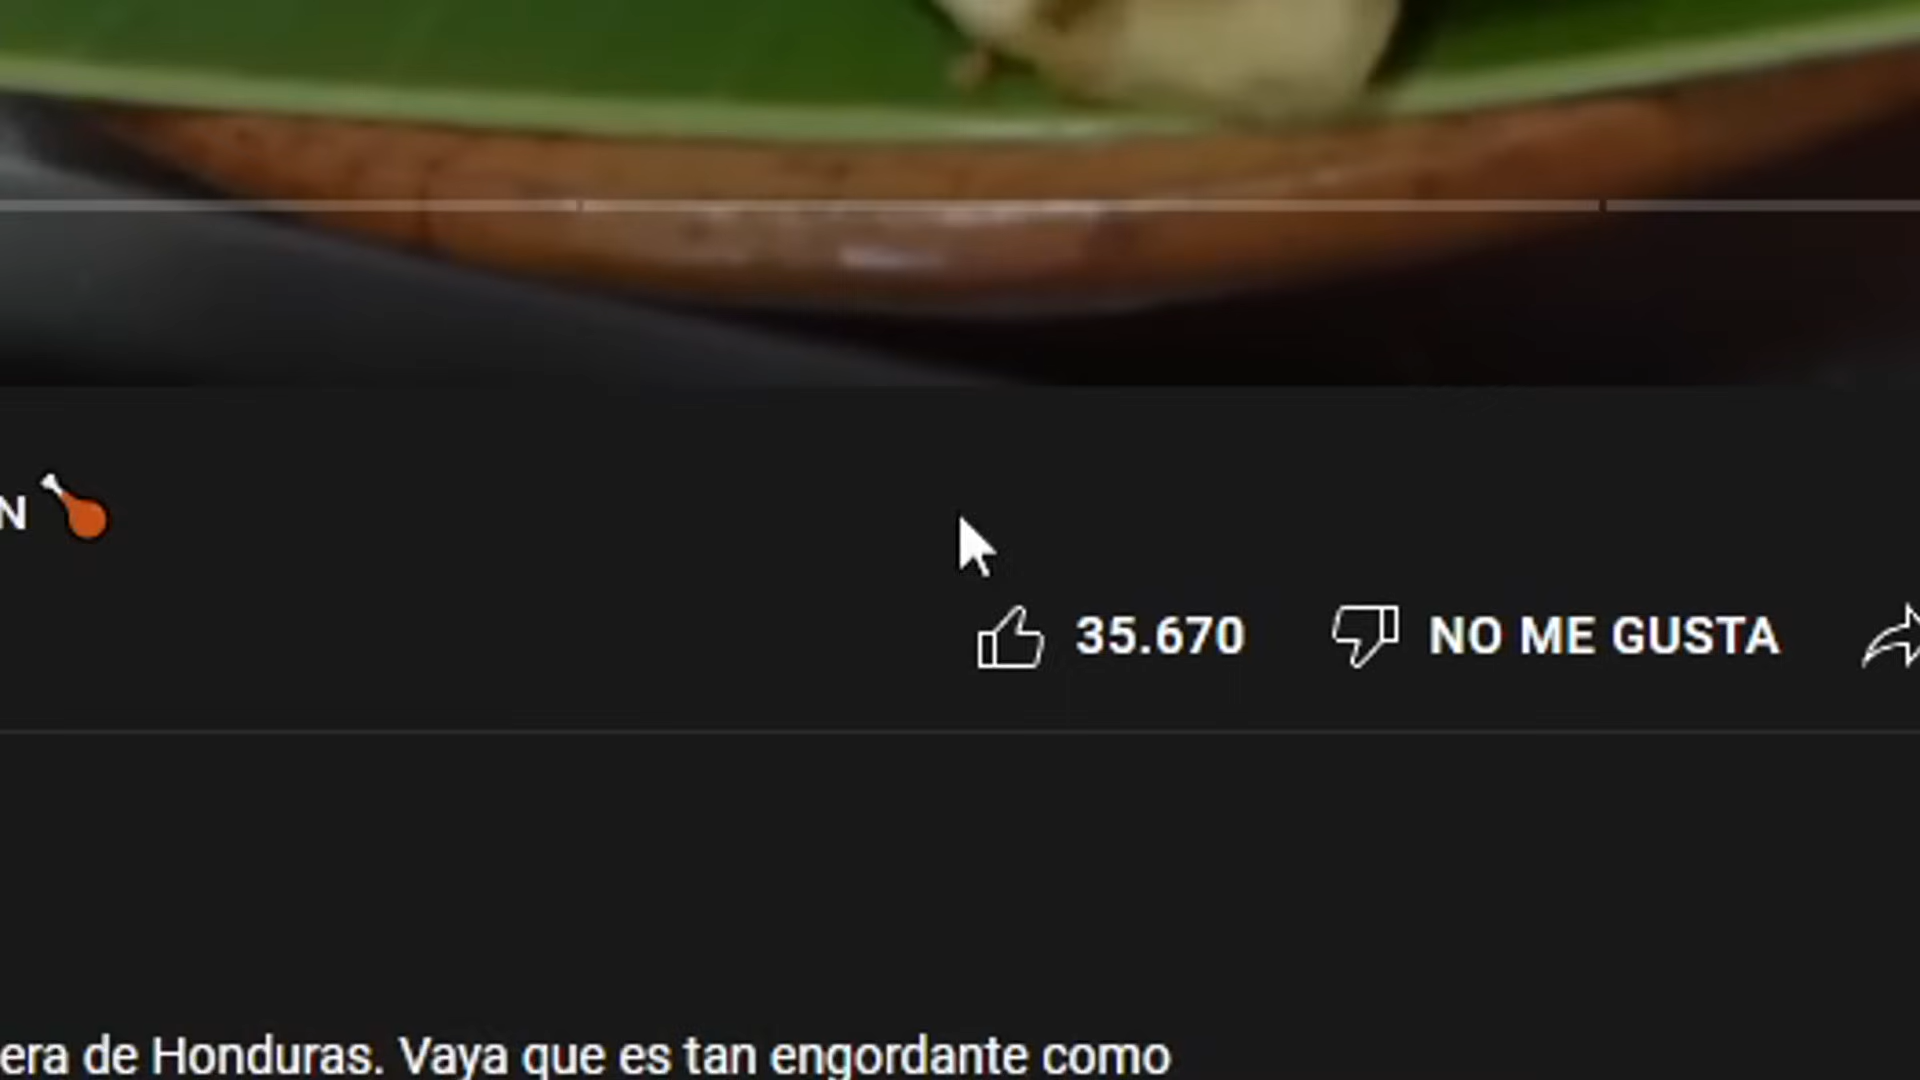 N
35.670 NO ME GUSTA
era de Honduras. Vaya que es tan engordante como